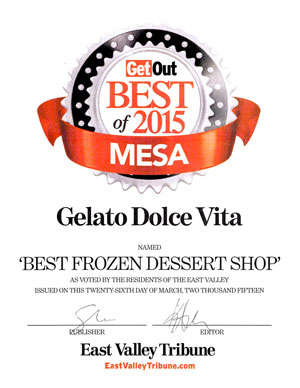 GetOut
BEST
of 2015
MESA
Gelato Dolce Vita
NAMED
‘BEST FROZEN DESSERT SHOP’
AS VOTED BY THE RESIDENTS OF THE EAST VALLEY
ISSUED ON THIS TWENTY-SIXTH DAY OF MARCH, TWO THOUSAND FIFTEEN
PUBLISHER EDITOR
East Valley Tribune
EastValleyTribune.com